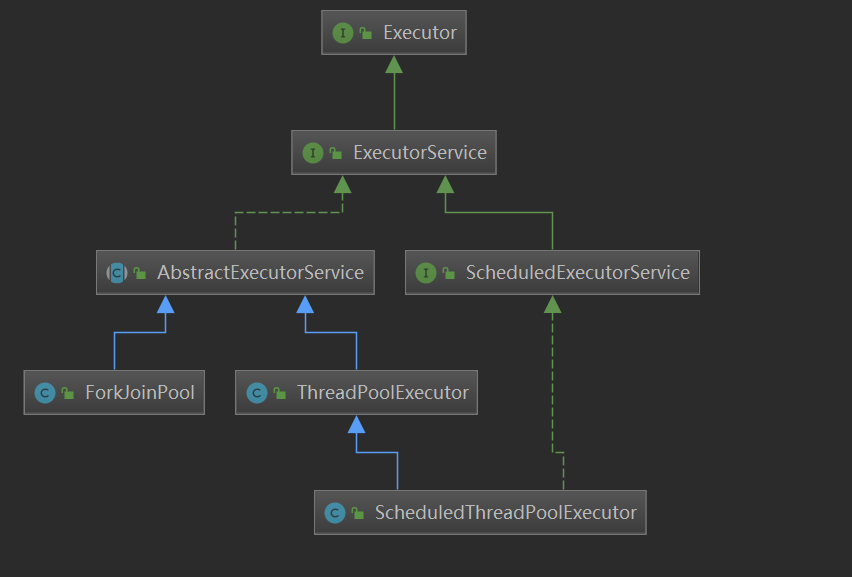 I Executor
I ExecutorService
C AbstractExecutorService
I ScheduledExecutorService
C ForkJoinPool
C ThreadPoolExecutor
C ScheduledThreadPoolExecutor